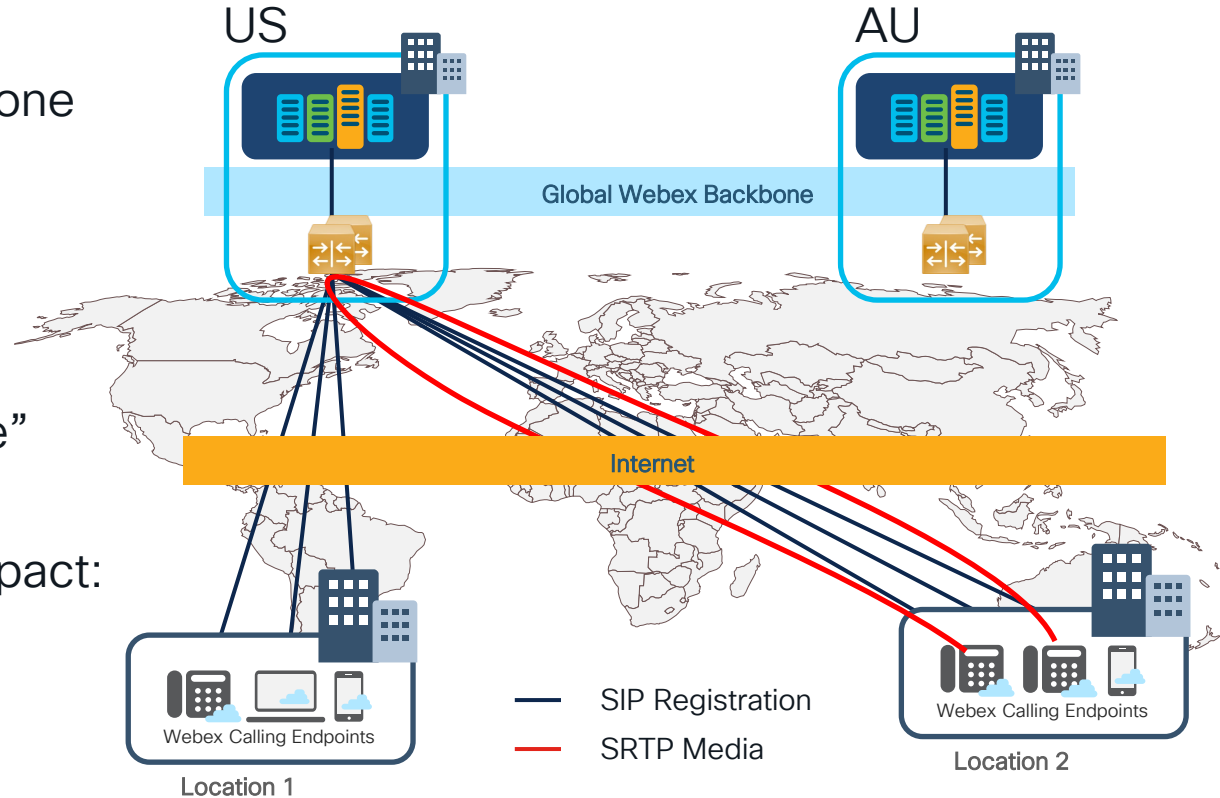 US
AU
one
Global Webex Backbone
e”
Internet
pact:
Webex Calling Endpoints
Webex Calling Endpoints
SIP Registration
SRTP Media
Location 1
Location 2